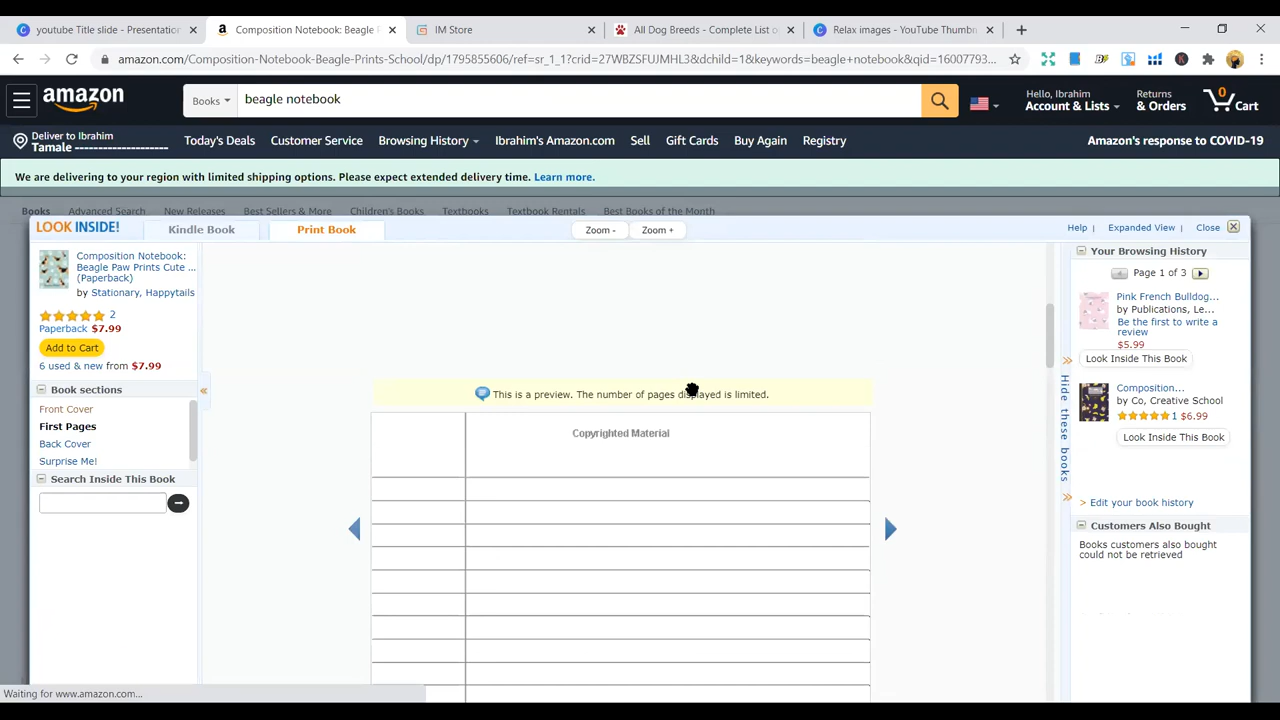 youtube Title slide - Presentation
Composition Notebook: Beagle P
IM Store
All Dog Breeds - Complete List o
Relax images - YouTube Thumbn
amazon.com/Composition-Notebook-Beagle-Prints-School/dp/1795855606/ref=sr_1_1?crid=27WBZSFUJMHL3&dchild=1&keywords=beagle+notebook&qid=16007793...
amazon
Books
beagle notebook
Hello, Ibrahim
Account & Lists
Returns
& Orders
0
Cart
Deliver to Ibrahim
Tamale --------------------
Today's Deals
Customer Service
Browsing History
Ibrahim's Amazon.com
Sell
Gift Cards
Buy Again
Registry
Amazon's response to COVID-19
We are delivering to your region with limited shipping options. Please expect extended delivery time. Learn more.
Books
Advanced Search
New Releases
Best Sellers & More
Children's Books
Textbooks
Textbook Rentals
Best Books of the Month
LOOK INSIDE!
Kindle Book
Print Book
Zoom -
Zoom +
Help |
Expanded View |
Close
Composition Notebook:
Beagle Paw Prints Cute ...
(Paperback)
by Stationary, Happytails
2
Paperback $7.99
Add to Cart
6 used & new from $7.99
Book sections
Front Cover
First Pages
Back Cover
Surprise Me!
Search Inside This Book
This is a preview. The number of pages displayed is limited.
Copyrighted Material
Hide these books
Your Browsing History
Page 1 of 3
Pink French Bulldog...
by Publications, Le...
Be the first to write a
review
$5.99
Look Inside This Book
Composition...
by Co, Creative School
1 $6.99
Look Inside This Book
> Edit your book history
Customers Also Bought
Books customers also bought
could not be retrieved
Waiting for www.amazon.com...